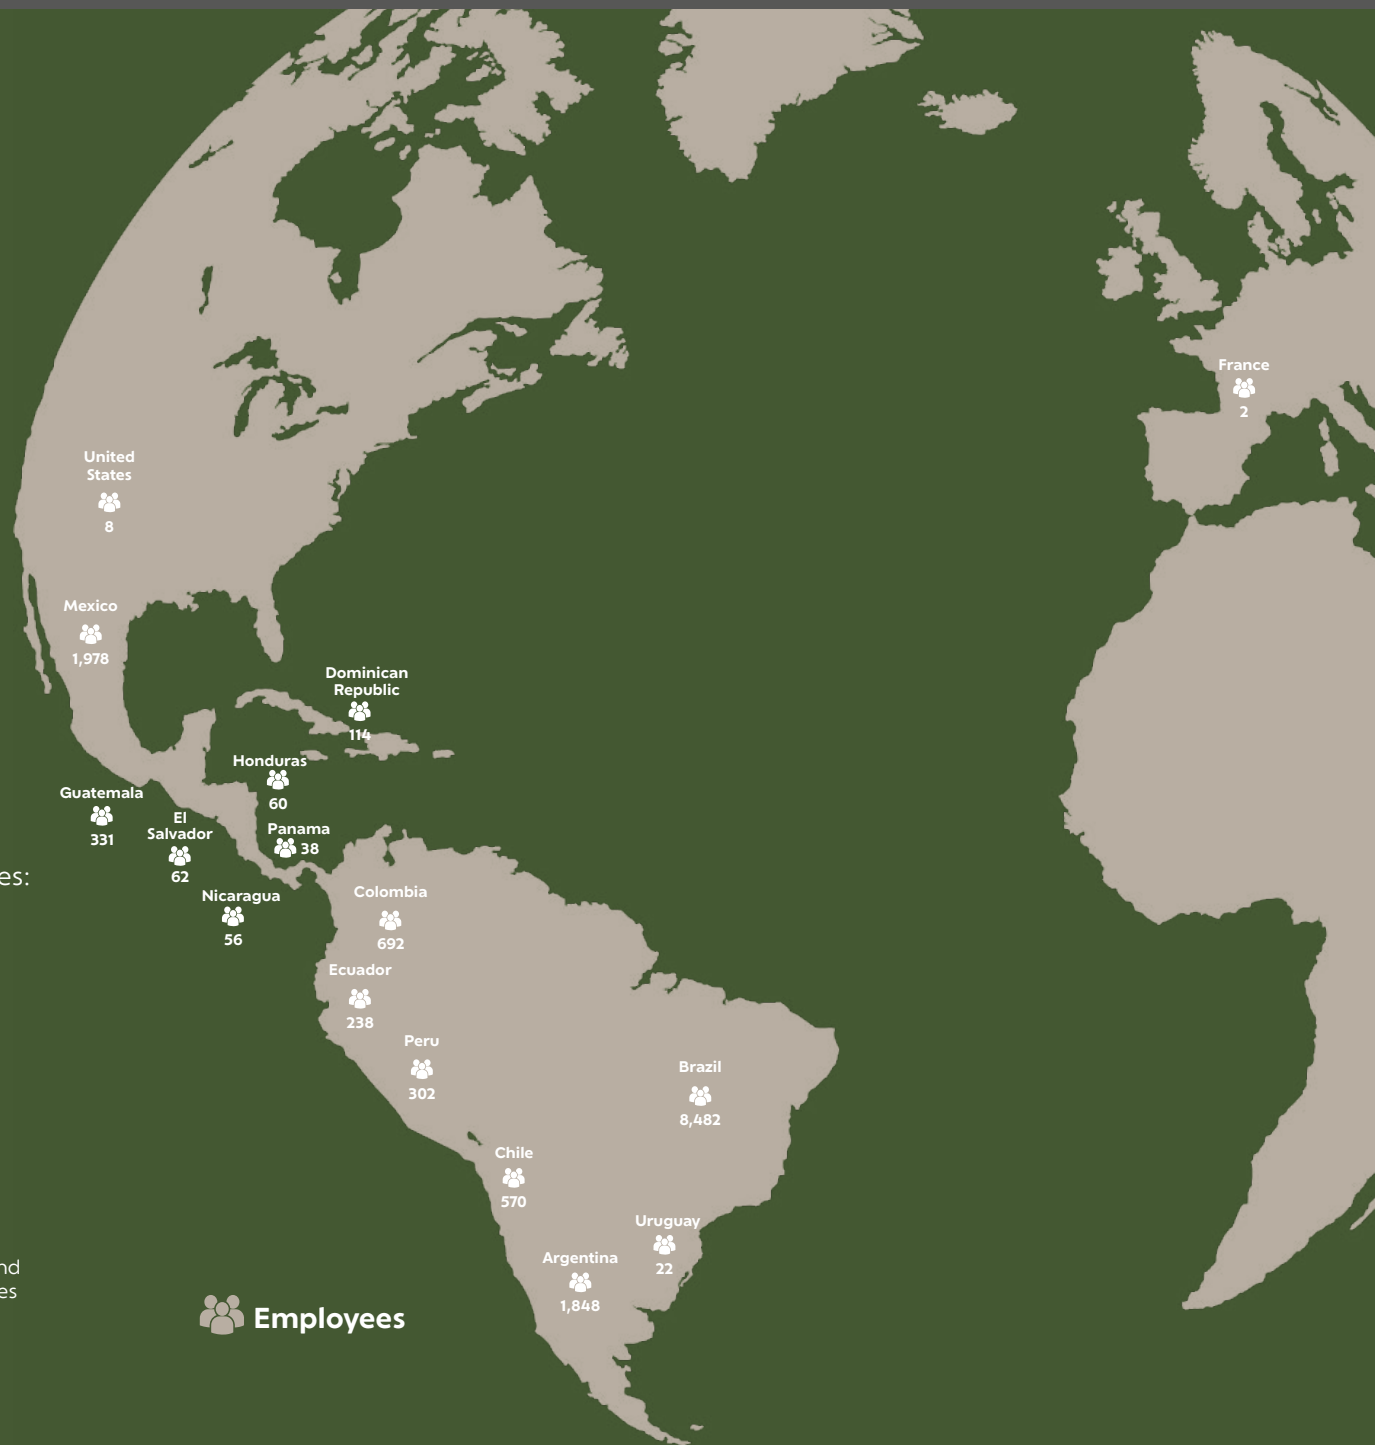 France
2
United
States
8
Mexico
1,978
Dominican
Republic
114
Honduras
60
Guatemala
331
El
Salvador
62
Panama
38
es:
Nicaragua
56
Colombia
692
Ecuador
238
Peru
302
Brazil
8,482
Chile
570
Uruguay
22
Argentina
1,848
nd
es
Employees